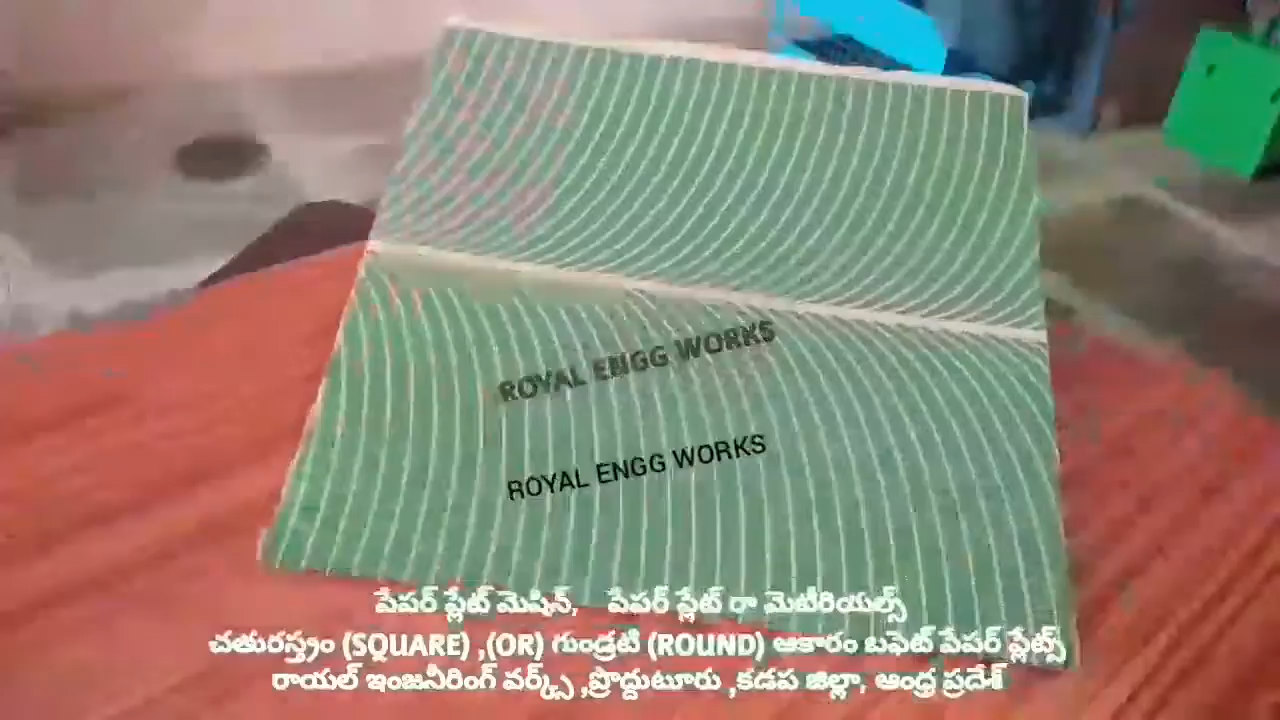 ROYAL ENGG WORKS
ROYAL ENGG WORKS
పేపర్ ప్లేట్ మెషిన్, పేపర్ ప్లేట్ రా మెటీరియల్స్
చతురస్త్రం (SQUARE) ,(OR) గుండ్రటి (ROUND) ఆకారం బఫెట్ పేపర్ ప్లేట్స్
రాయల్ ఇంజనీరింగ్ వర్క్స్ ,ప్రొద్దుటూరు ,కడప జిల్లా, ఆంధ్ర ప్రదేశ్